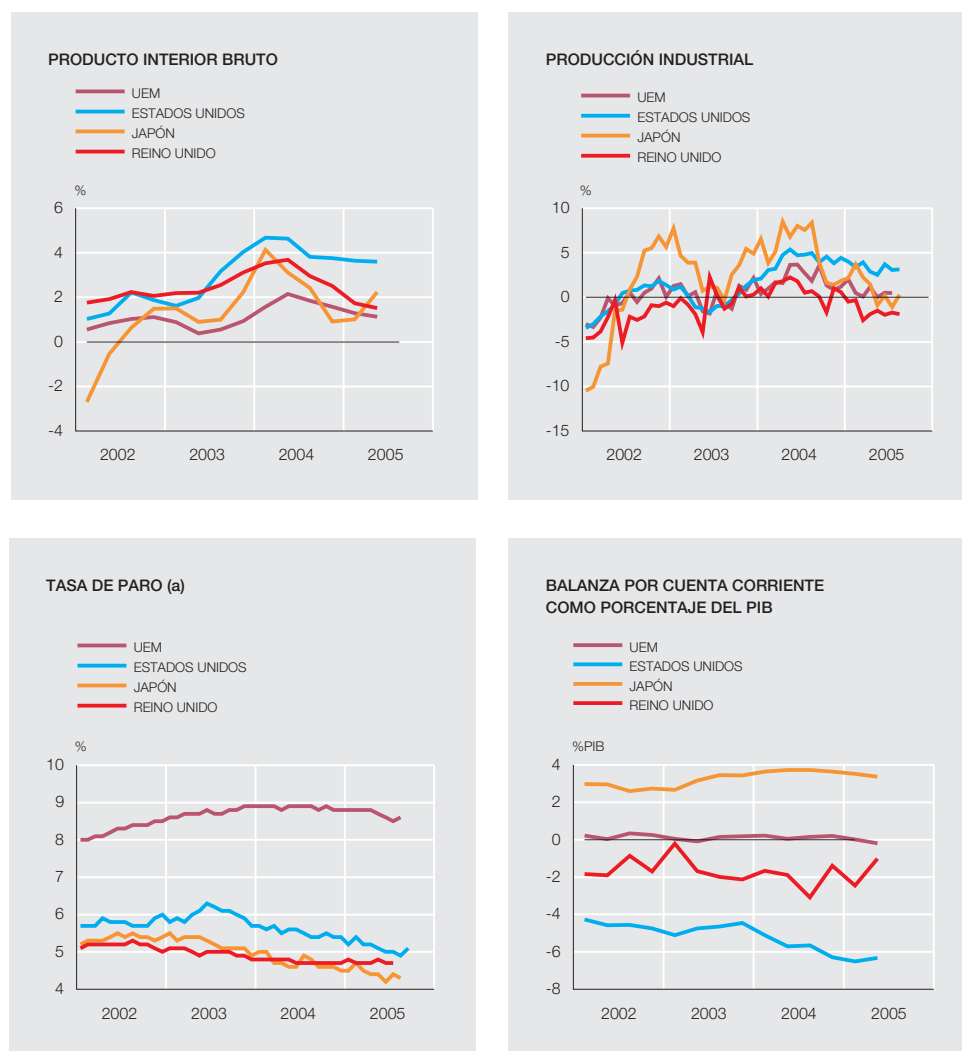 PRODUCTO INTERIOR BRUTO
UEM
ESTADOS UNIDOS
JAPÓN
REINO UNIDO
%
6
4
2
0
-2
-4
2002 2003 2004 2005
PRODUCCIÓN INDUSTRIAL
UEM
ESTADOS UNIDOS
JAPÓN
REINO UNIDO
%
10
5
0
-5
-10
-15
2002 2003 2004 2005
TASA DE PARO (a)
UEM
ESTADOS UNIDOS
JAPÓN
REINO UNIDO
%
10
9
8
7
6
5
4
2002 2003 2004 2005
BALANZA POR CUENTA CORRIENTE
COMO PORCENTAJE DEL PIB
UEM
ESTADOS UNIDOS
JAPÓN
REINO UNIDO
%PIB
4
2
0
-2
-4
-6
-8
2002 2003 2004 2005